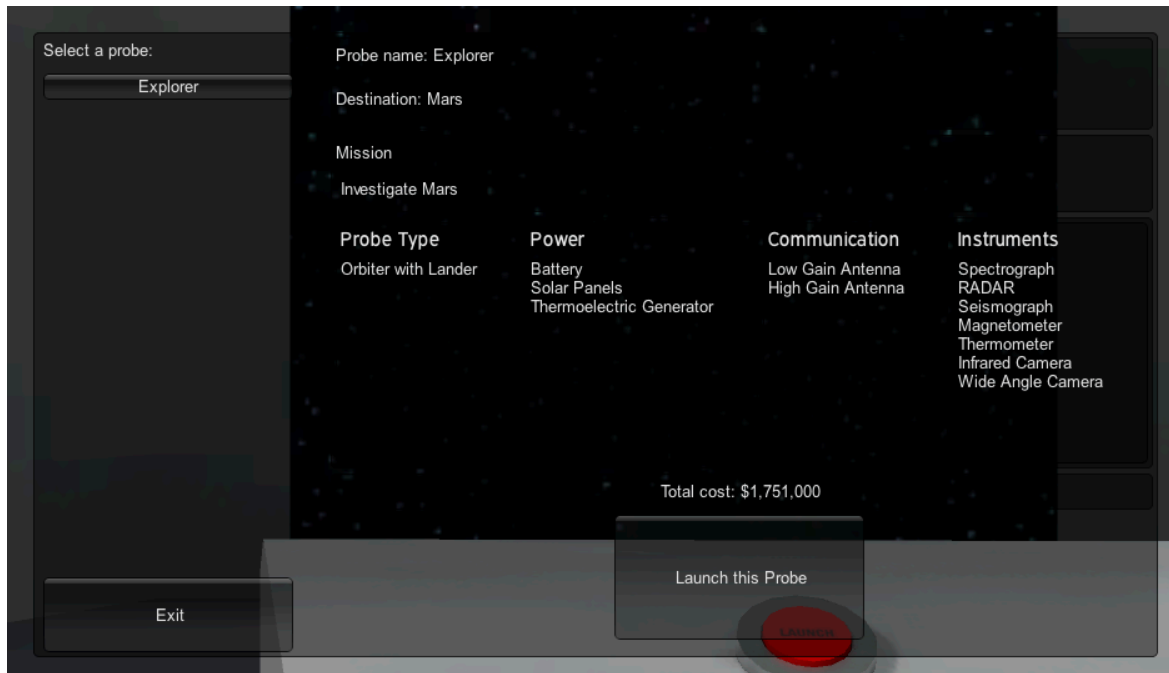 Select a probe:
Explorer
Probe name: Explorer
Destination: Mars
Mission
Investigate Mars
Probe Type
Orbiter with Lander
Power
Battery
Solar Panels
Thermoelectric Generator
Communication
Low Gain Antenna
High Gain Antenna
Instruments
Spectrograph
RADAR
Seismograph
Magnetometer
Thermometer
Infrared Camera
Wide Angle Camera
Total cost: $1,751,000
Launch this Probe
Exit
LAUNCH